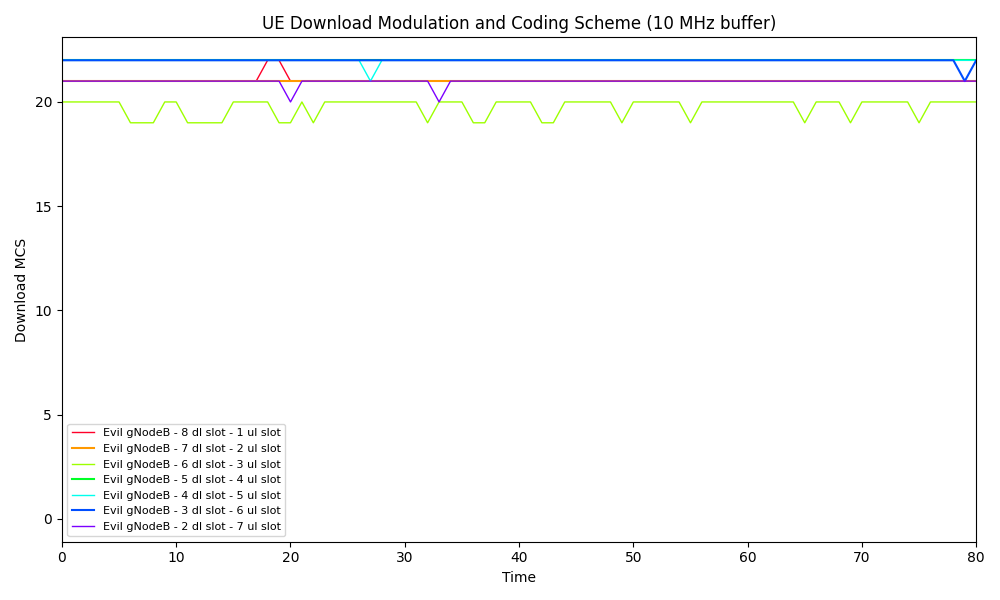 UE Download Modulation and Coding Scheme (10 MHz buffer)
20
15
10
5
0
Download MCS
Evil gNodeB - 8 dl slot - 1 ul slot
Evil gNodeB - 7 dl slot - 2 ul slot
Evil gNodeB - 6 dl slot - 3 ul slot
Evil gNodeB - 5 dl slot - 4 ul slot
Evil gNodeB - 4 dl slot - 5 ul slot
Evil gNodeB - 3 dl slot - 6 ul slot
Evil gNodeB - 2 dl slot - 7 ul slot
0 10 20 30 40 50 60 70 80
Time